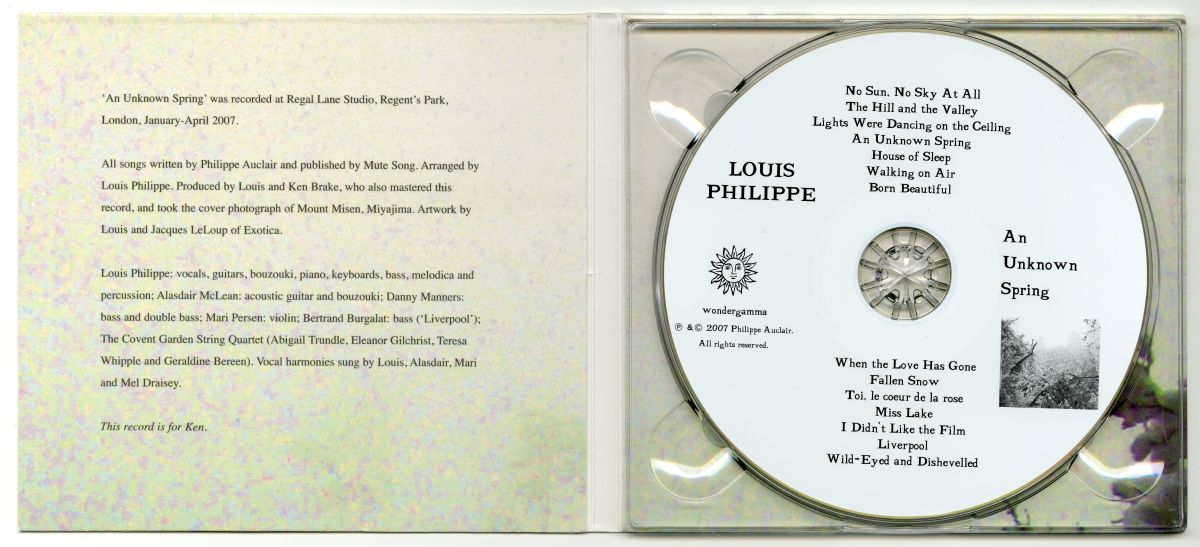 ‘An Unknown Spring’ was recorded at Regal Lane Studio, Regent’s Park,
London, January-April 2007.
All songs written by Philippe Auclair and published by Mute Song. Arranged by
Louis Philippe. Produced by Louis and Ken Brake, who also mastered this
record, and took the cover photograph of Mount Misen, Miyajima. Artwork by
Louis and Jacques LeLoup of Exotica.
Louis Philippe: vocals, guitars, bouzouki, piano, keyboards, bass, melodica and
percussion; Alasdair McLean: acoustic guitar and bouzouki; Danny Manners:
bass and double bass; Mari Persen: violin; Bertrand Burgalat: bass (‘Liverpool’);
The Covent Garden String Quartet (Abigail Trundle, Eleanor Gilchrist, Teresa
Whipple and Geraldine Bereen). Vocal harmonies sung by Louis, Alasdair, Mari
and Mel Draisey.
This record is for Ken.
No Sun, No Sky At All
The Hill and the Valley
Lights Were Dancing on the Ceiling
An Unknown Spring
House of Sleep
Walking on Air
Born Beautiful
LOUIS
PHILIPPE
An
Unknown
Spring
wondergamma
℗ & © 2007 Philippe Auclair.
All rights reserved.
When the Love Has Gone
Fallen Snow
Toi, le coeur de la rose
Miss Lake
I Didn't Like the Film
Liverpool
Wild-Eyed and Dishevelled